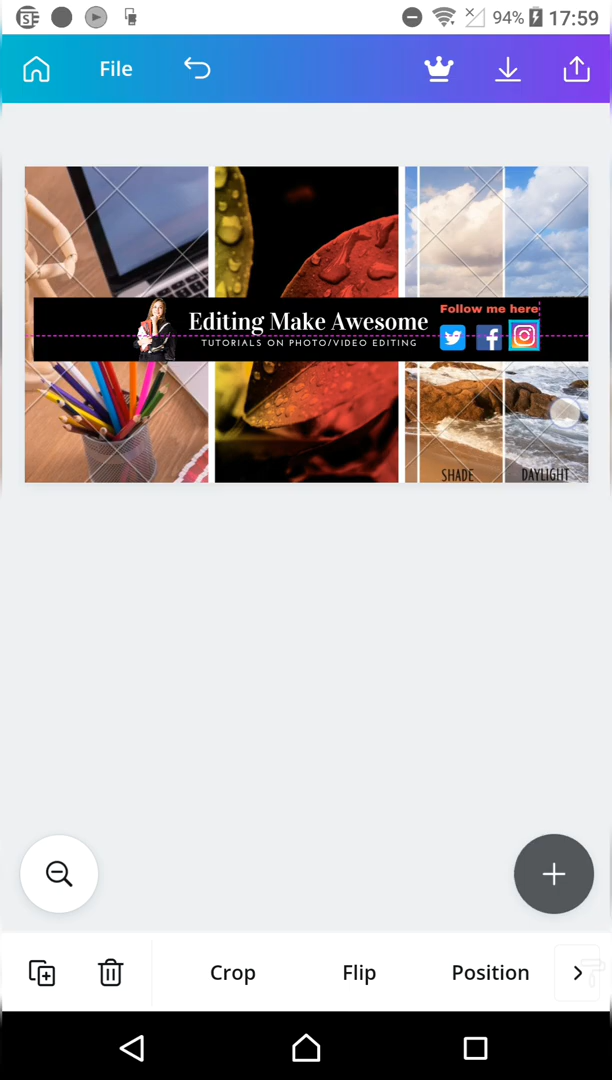 94% 17:59
File
Follow me here
Editing Make Awesome
TUTORIALS ON PHOTO/VIDEO EDITING
SHADE DAYLIGHT
Crop Flip Position